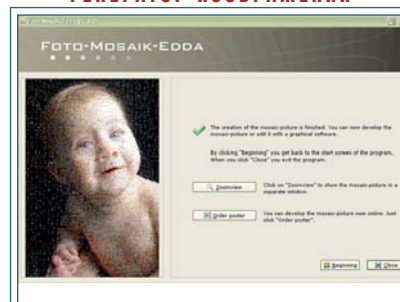 ГЕНЕРАТОР ИЗОБРАЖЕНИЯ
FOTO-MOSAIK-EDDA
The creation of the mosaic-picture is finished. You can now develop the
mosaic-picture or edit it with a graphical software.
By clicking "Beginning" you get back to the start screen of the program.
When you click "Close" you exit the program.
Zoomview
Click on "Zoomview" to show the mosaic-picture in a
separate window.
Order poster
You can develop the mosaic-picture now online. Just
click "Order poster".
Beginning
Close